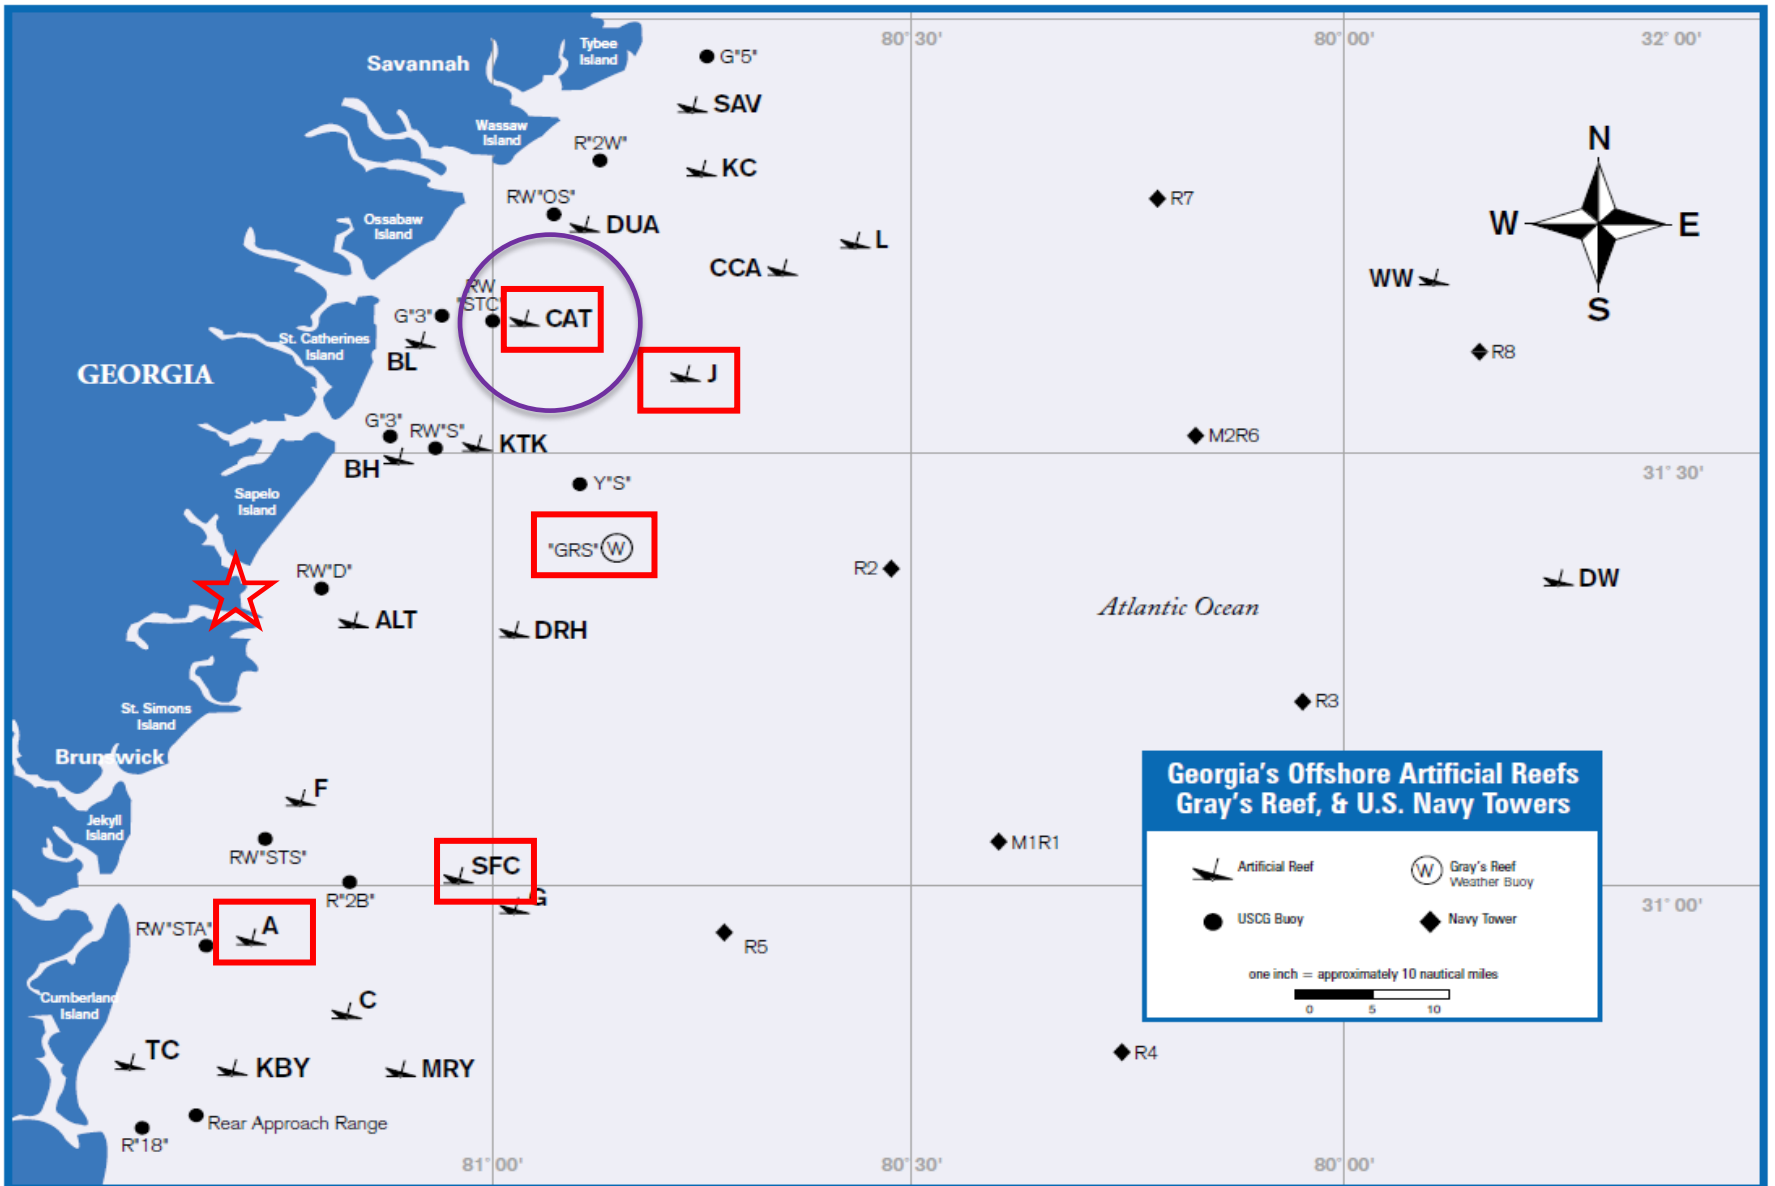 80° 30'
80° 00'
32° 00'
Savannah
Tybee
Island
G"5"
SAV
Wassaw
Island
R"2W"
KC
RW"OS"
R7
Ossabaw
Island
DUA
L
CCA
WW
N
W
E
S
RW
"STC"
G"3"
CAT
BL
St. Catherines
Island
R8
GEORGIA
J
G"3"
RW"S"
KTK
M2R6
BH
31° 30'
Y"S"
Sapelo
Island
"GRS" W
R2
RW"D"
DW
Atlantic Ocean
ALT
DRH
St. Simons
Island
R3
Brunswick
F
Jekyll
Island
RW"STS"
M1R1
SFC
R"2B"
G
31° 00'
RW"STA"
A
R5
Cumberland
Island
C
TC
KBY
MRY
R4
Rear Approach Range
R"18"
81° 00'
80° 30'
80° 00'
Georgia's Offshore Artificial Reefs
Gray's Reef, & U.S. Navy Towers
Artificial Reef
W
Gray's Reef
Weather Buoy
USCG Buoy
Navy Tower
one inch = approximately 10 nautical miles
0 5 10